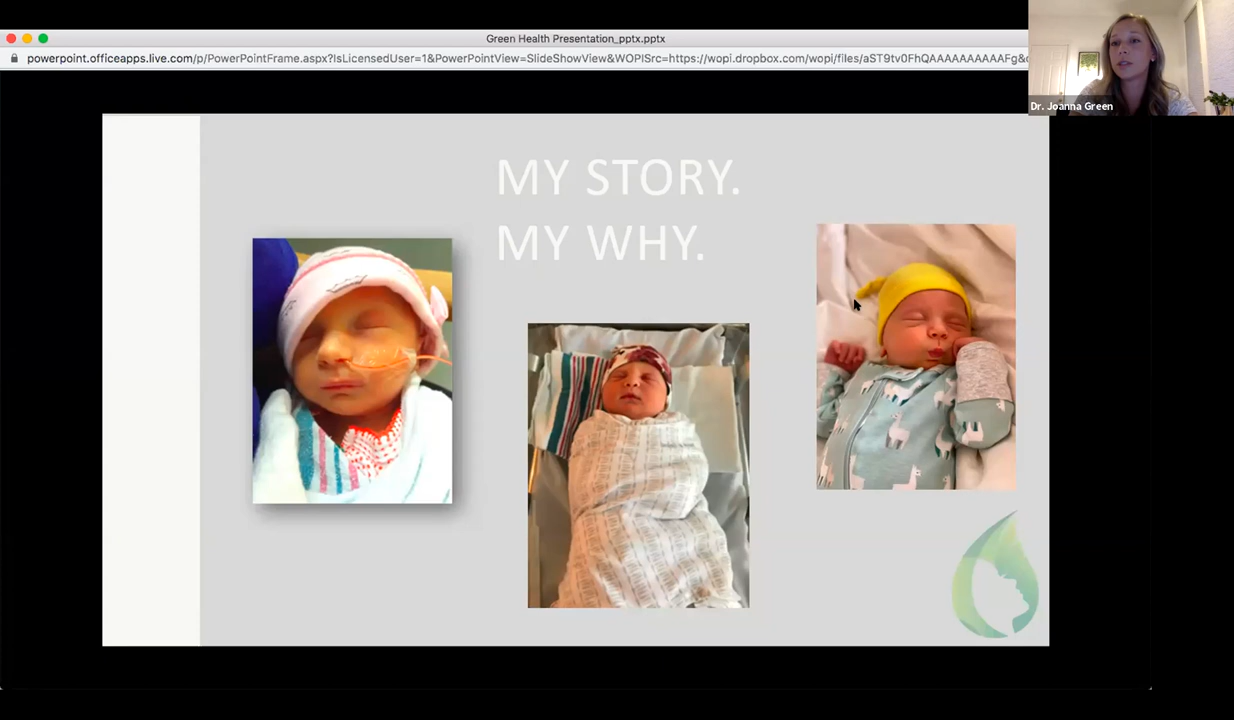 Green Health Presentation_pptx.pptx
powerpoint.officeapps.live.com/p/PowerPointFrame.aspx?IsLicensedUser=1&PowerPointView=SlideShowView&WOPISrc=https://wopi.dropbox.com/wopi/files/aST9tv0FhQAAAAAAAAAAFg&
Dr. Joanna Green
MY STORY.
MY WHY.